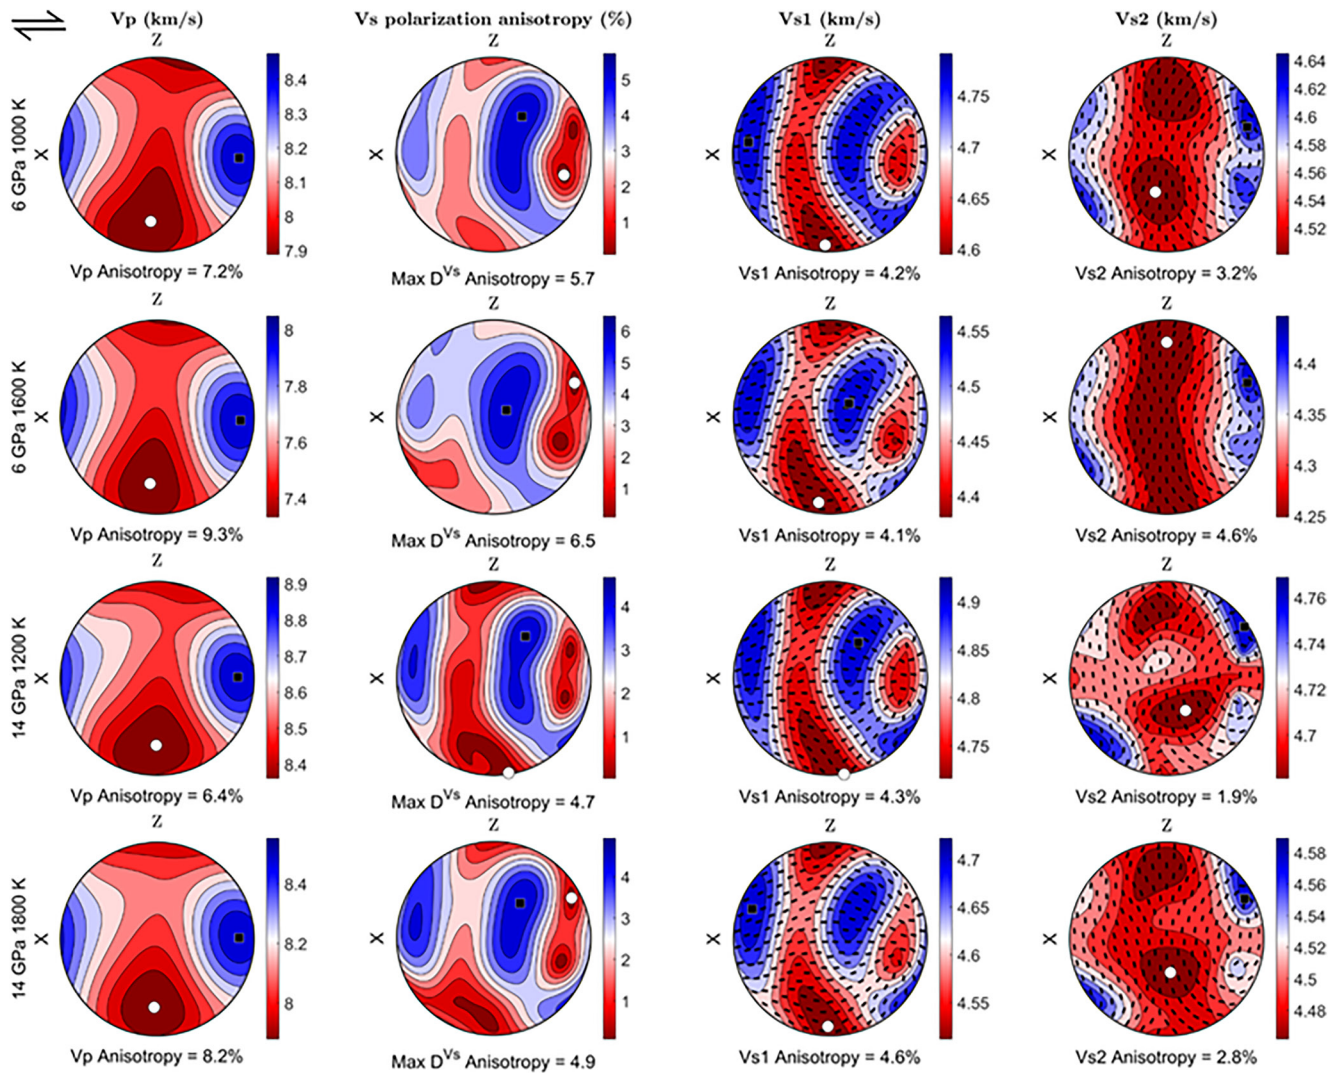 Vp (km/s) Vs polarization anisotropy (%) Vs1 (km/s) Vs2 (km/s)
Z Z Z Z
6 GPa 1000 K
X X X X
8.4 8.3 8.2 8.1 8 7.9
5 4 3 2 1
4.75 4.7 4.65 4.6
4.64 4.62 4.6 4.58 4.56 4.54 4.52
Vp Anisotropy = 7.2% Max D^Vs Anisotropy = 5.7 Vs1 Anisotropy = 4.2% Vs2 Anisotropy = 3.2%
Z Z Z Z
6 GPa 1600 K
X X X X
8 7.8 7.6 7.4
6 5 4 3 2 1
4.55 4.5 4.45 4.4
4.4 4.35 4.3 4.25
Vp Anisotropy = 9.3% Max D^Vs Anisotropy = 6.5 Vs1 Anisotropy = 4.1% Vs2 Anisotropy = 4.6%
Z Z Z Z
14 GPa 1200 K
X X X X
8.9 8.8 8.7 8.6 8.5 8.4
4 3 2 1
4.9 4.85 4.8 4.75
4.76 4.74 4.72 4.7
Vp Anisotropy = 6.4% Max D^Vs Anisotropy = 4.7 Vs1 Anisotropy = 4.3% Vs2 Anisotropy = 1.9%
Z Z Z Z
14 GPa 1800 K
X X X X
8.4 8.2 8
4 3 2 1
4.7 4.65 4.6 4.55
4.58 4.56 4.54 4.52 4.5 4.48
Vp Anisotropy = 8.2% Max D^Vs Anisotropy = 4.9 Vs1 Anisotropy = 4.6% Vs2 Anisotropy = 2.8%